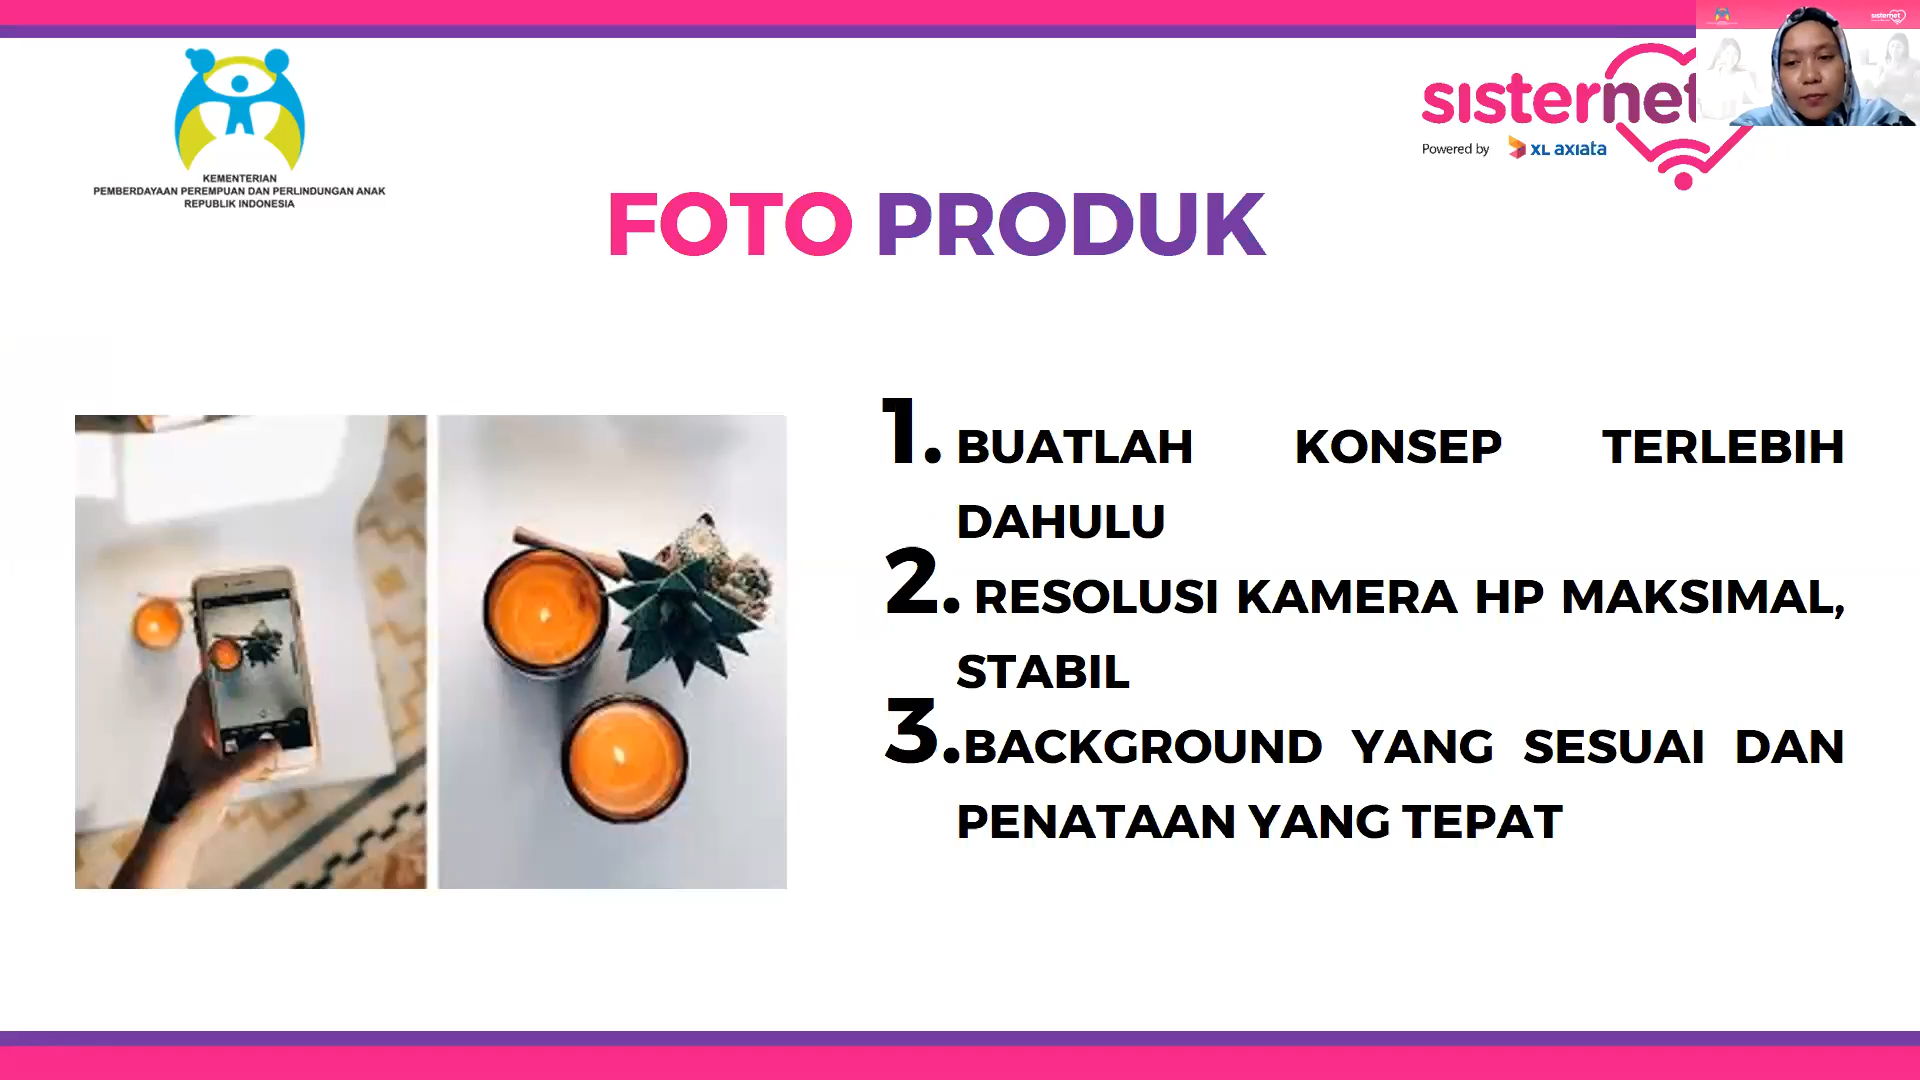 KEMENTERIAN
PEMBERDAYAAN PEREMPUAN DAN PERLINDUNGAN ANAK
REPUBLIK INDONESIA
sisternet
Powered by XL axiata
sisternet
FOTO PRODUK
1. BUATLAH KONSEP TERLEBIH
DAHULU
2. RESOLUSI KAMERA HP MAKSIMAL,
STABIL
3.BACKGROUND YANG SESUAI DAN
PENATAAN YANG TEPAT